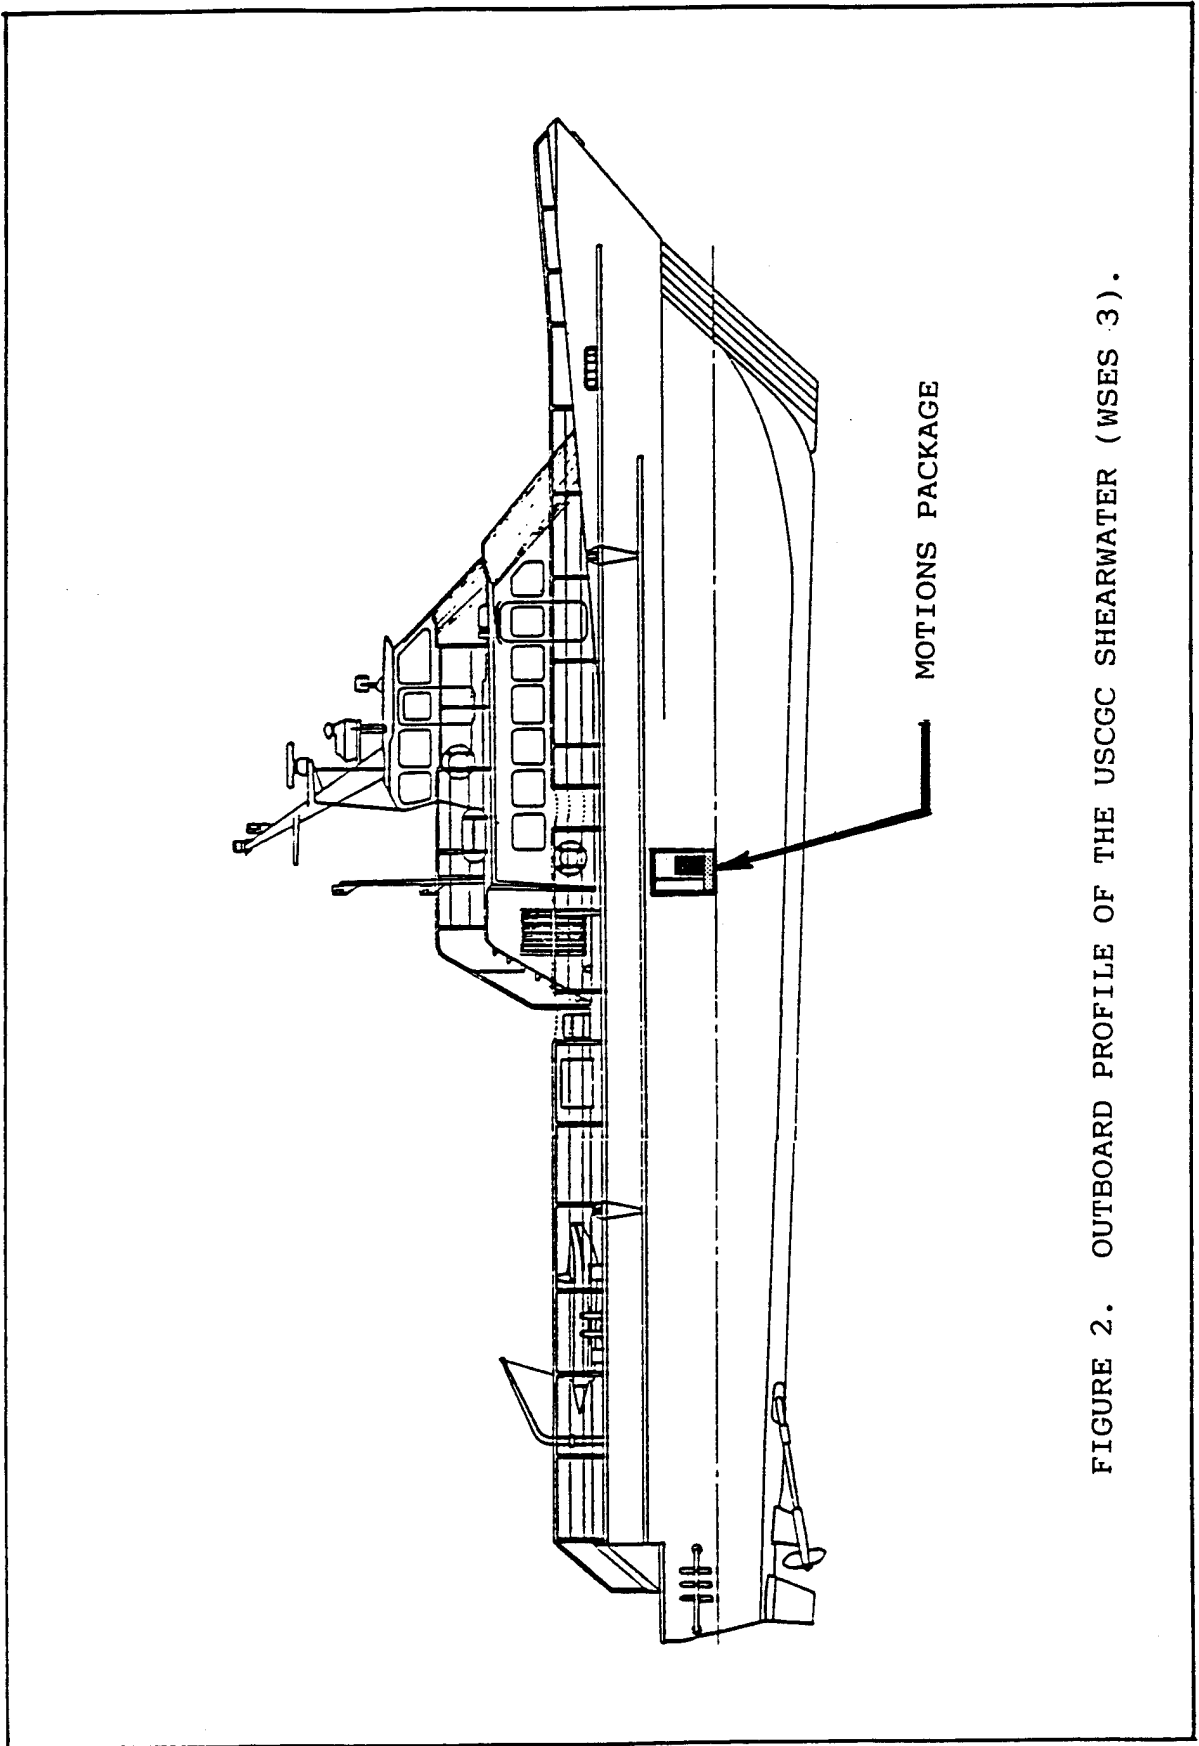 MOTIONS PACKAGE
FIGURE 2. OUTBOARD PROFILE OF THE USCGC SHEARWATER (WSES 3).